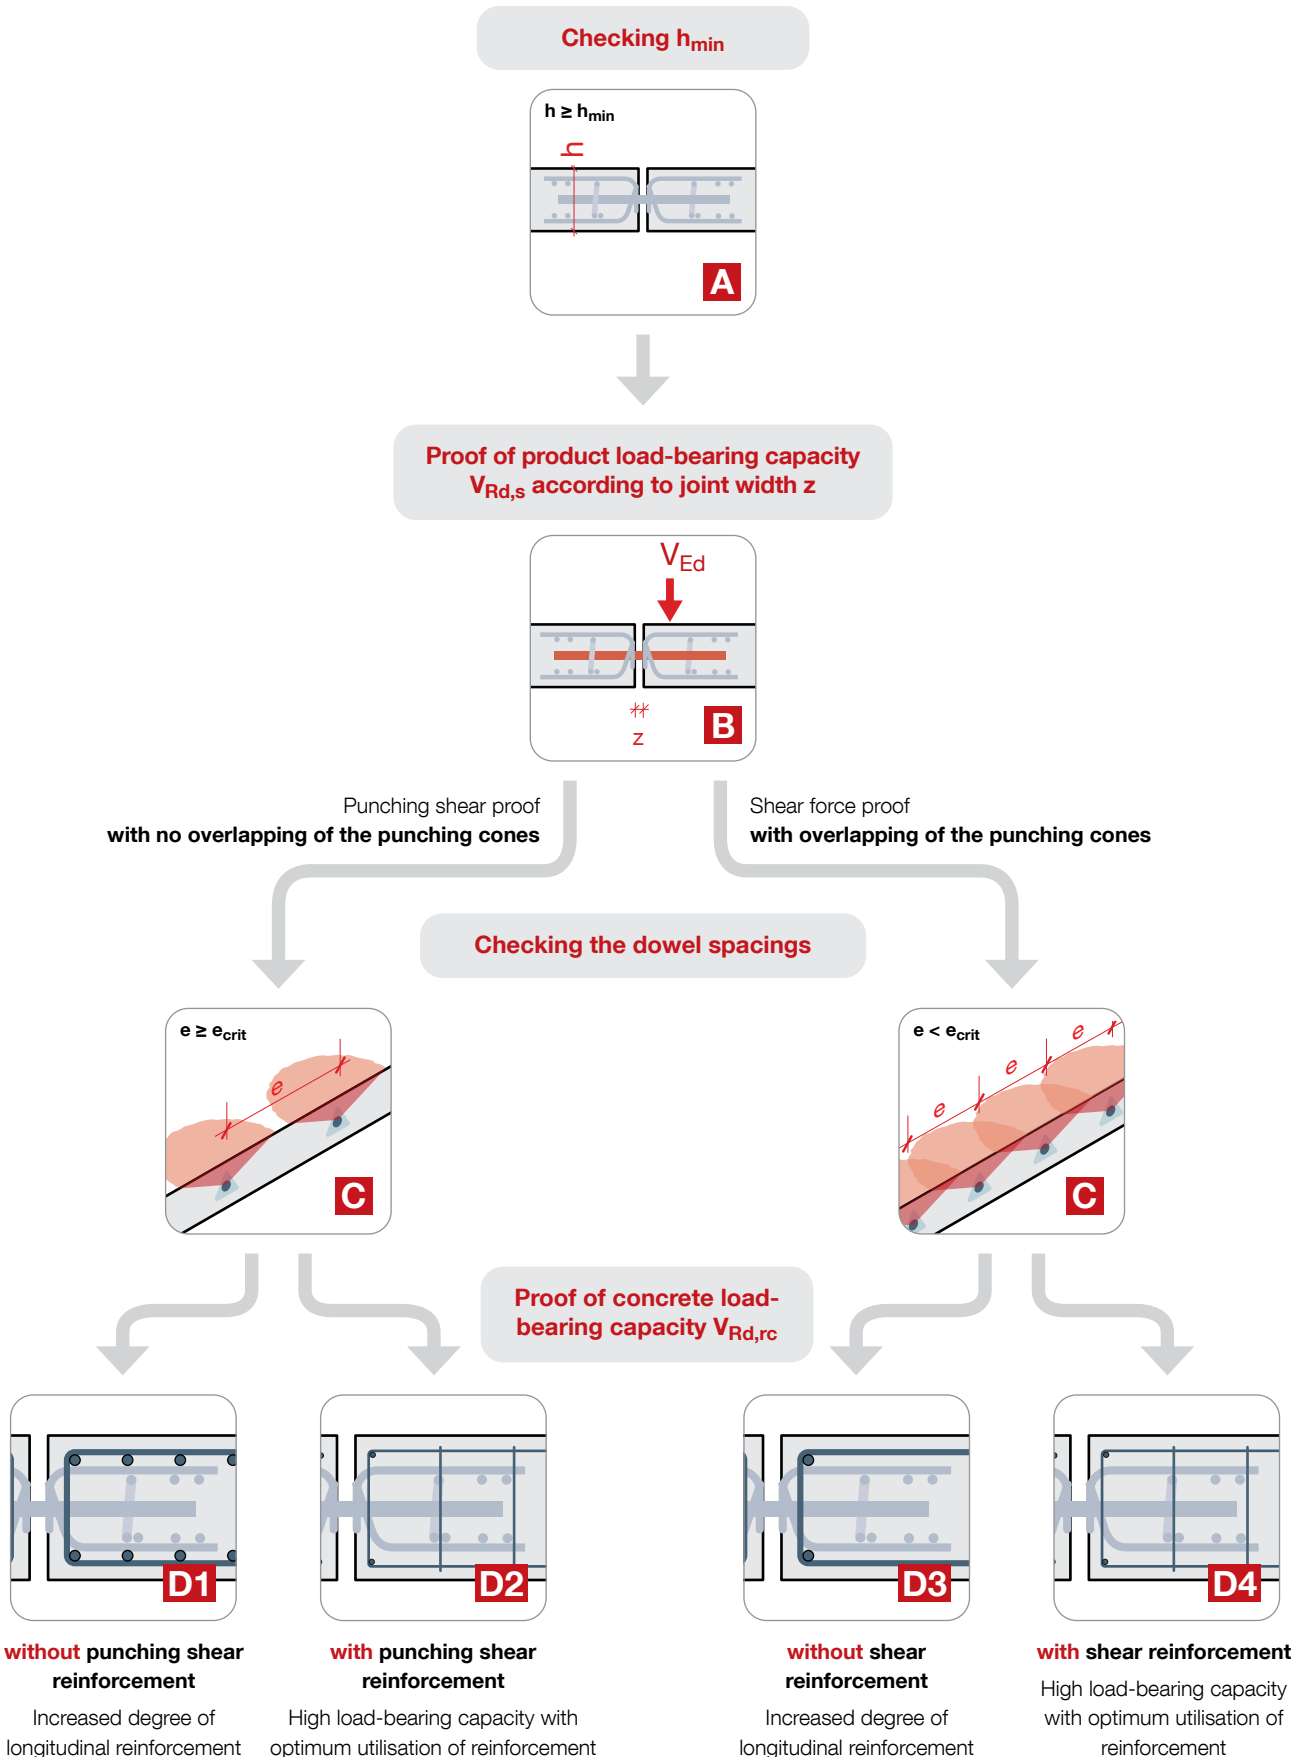 Checking hmin
h ≥ hmin
h
A
Proof of product load-bearing capacity
VRd,s according to joint width z
VEd
z
B
Punching shear proof
with no overlapping of the punching cones
Shear force proof
with overlapping of the punching cones
Checking the dowel spacings
e ≥ ecrit
e
C
e < ecrit
e
e
e
C
Proof of concrete load-
bearing capacity VRd,rc
D1
D2
D3
D4
without punching shear
reinforcement
Increased degree of
longitudinal reinforcement
with punching shear
reinforcement
High load-bearing capacity with
optimum utilisation of reinforcement
without shear
reinforcement
Increased degree of
longitudinal reinforcement
with shear reinforcement
High load-bearing capacity
with optimum utilisation of
reinforcement